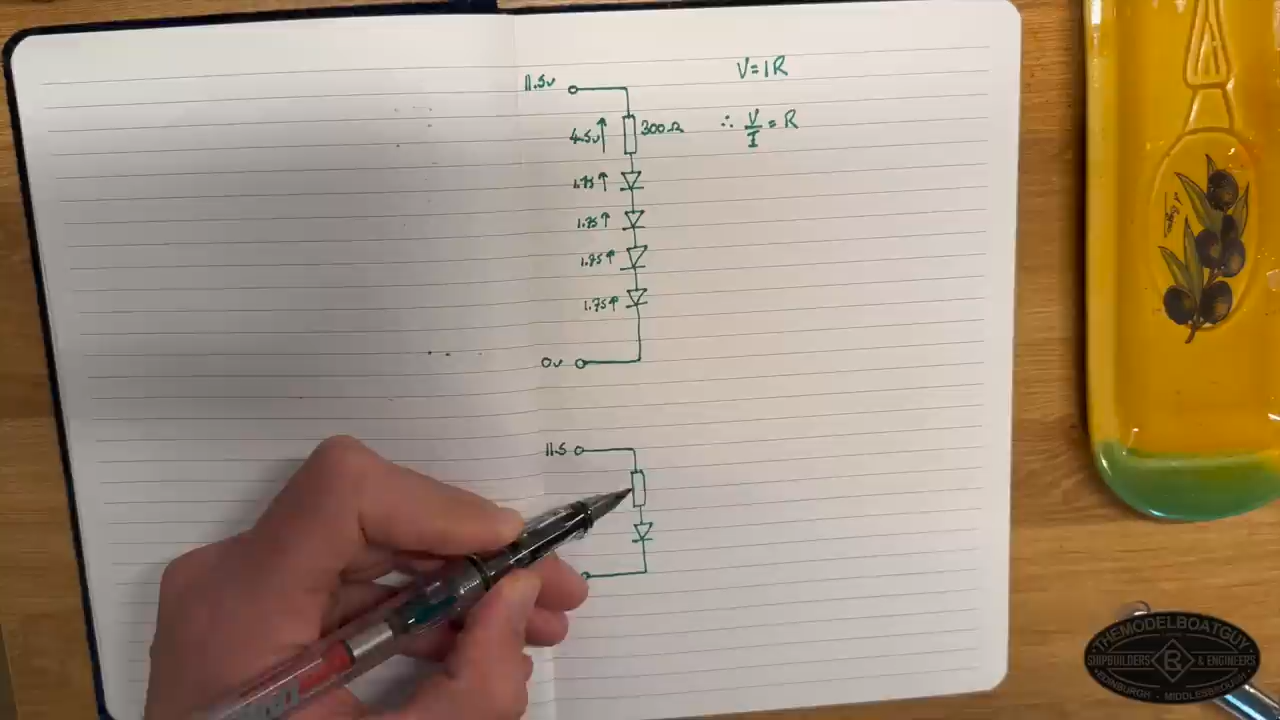 11.5v
V=IR
4.5v
300Ω
∴ V/I = R
1.75
1.75
1.75
1.75
0v
11.5
THEMODELBOATGUY
SHIPBUILDERS R & ENGINEERS
EDINBURGH - MIDDLESBROUGH